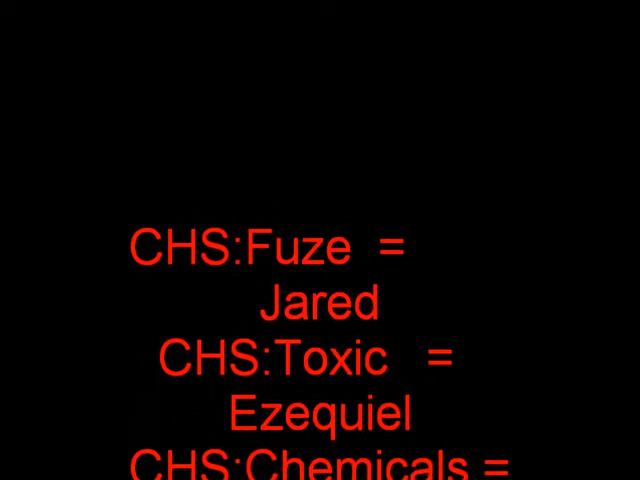 CHS:Fuze =
Jared
CHS:Toxic =
Ezequiel
CHS:Chemicals =